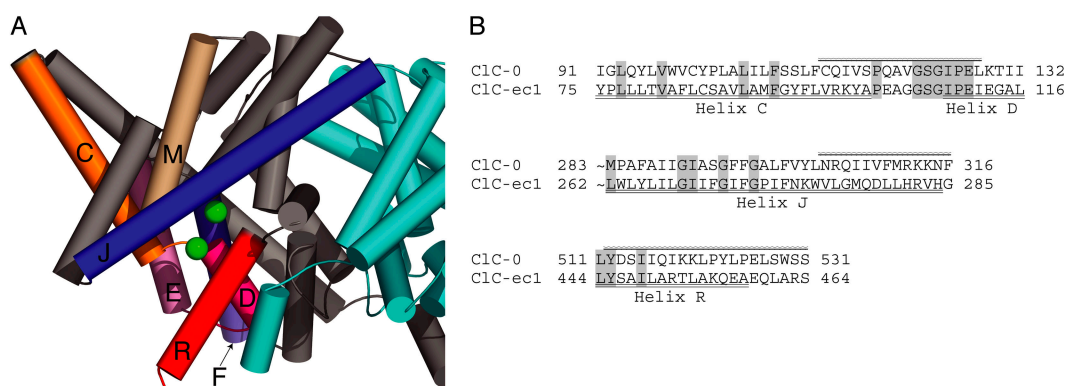 A
C
M
J
E
D
R
F
B
ClC-0 91 IGLQYLVWVCYPLALILFSSLFCQIVSPQAVGSGIPELKTII 132
ClC-ec1 75 YPLLLTVAFLCSAVLAMFGYFLVRKYAPEAGGSGIPEIEGAL 116
Helix C Helix D
ClC-0 283 ~MPAFAIIGIASGFFGALFVYLNRQIIVFMRKKNF 316
ClC-ec1 262 ~LWLYLILGIIFGIFGPIFNKWVLGMQDLLHRVHG 285
Helix J
ClC-0 511 LYDSIIQIKKLPYLPELSWSS 531
ClC-ec1 444 LYSAILARTLAKQEAEQLARS 464
Helix R